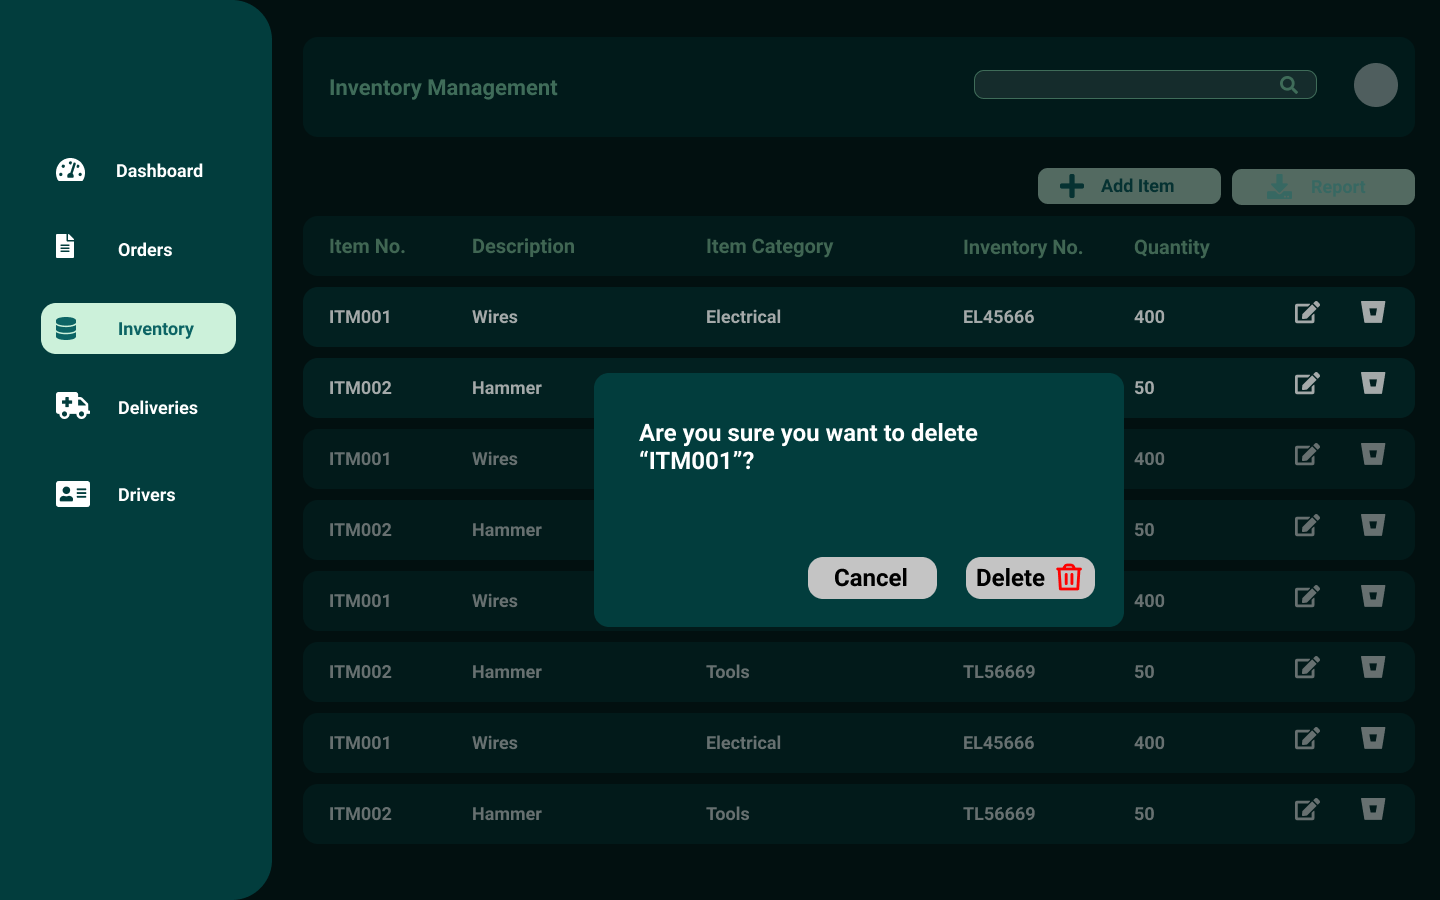 Inventory Management
Dashboard
Orders
Inventory
Deliveries
Drivers
Add Item
Report
Item No. Description Item Category Inventory No. Quantity
ITM001 Wires Electrical EL45666 400
ITM002 Hammer 50
ITM001 Wires 400
ITM002 Hammer 50
ITM001 Wires 400
ITM002 Hammer Tools TL56669 50
ITM001 Wires Electrical EL45666 400
ITM002 Hammer Tools TL56669 50
Are you sure you want to delete
“ITM001”?
Cancel
Delete